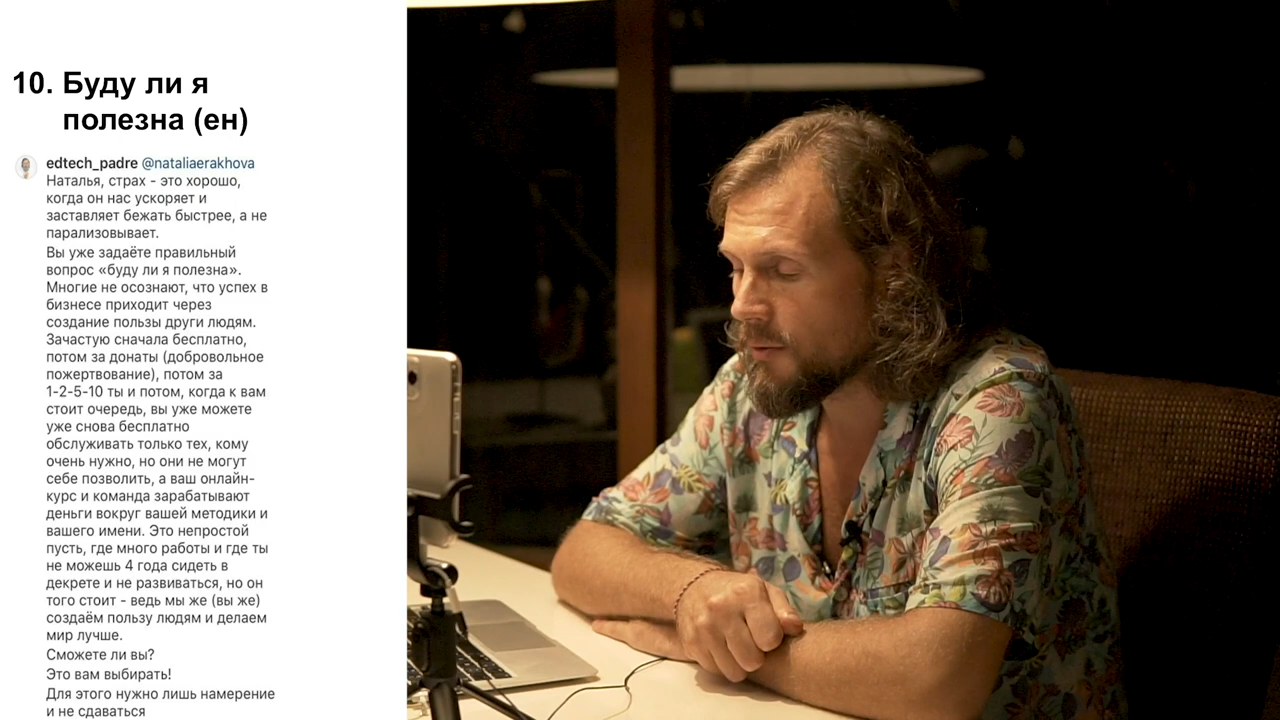 10. Буду ли я
полезна (ен)
edtech_padre @nataliaerakhova
Наталья, страх - это хорошо,
когда он нас ускоряет и
заставляет бежать быстрее, а не
парализовывает.
Вы уже задаёте правильный
вопрос «буду ли я полезна».
Многие не осознают, что успех в
бизнесе приходит через
создание пользы други людям.
Зачастую сначала бесплатно,
потом за донаты (добровольное
пожертвование), потом за
1-2-5-10 ты и потом, когда к вам
стоит очередь, вы уже можете
уже снова бесплатно
обслуживать только тех, кому
очень нужно, но они не могут
себе позволить, а ваш онлайн-
курс и команда зарабатывают
деньги вокруг вашей методики и
вашего имени. Это непростой
пусть, где много работы и где ты
не можешь 4 года сидеть в
декрете и не развиваться, но он
того стоит - ведь мы же (вы же)
создаём пользу людям и делаем
мир лучше.
Сможете ли вы?
Это вам выбирать!
Для этого нужно лишь намерение
и не сдаваться